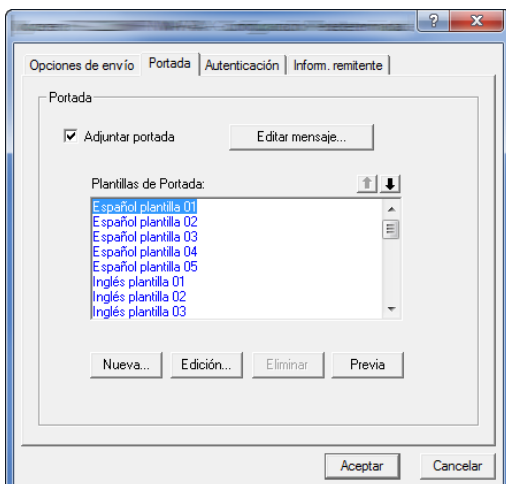 Opciones de envío Portada Autenticación Inform. remitente
Portada
Adjuntar portada Editar mensaje...
Plantillas de Portada:
Español plantilla 01
Español plantilla 02
Español plantilla 03
Español plantilla 04
Español plantilla 05
Inglés plantilla 01
Inglés plantilla 02
Inglés plantilla 03
Nueva... Edición... Eliminar Previa
Aceptar Cancelar